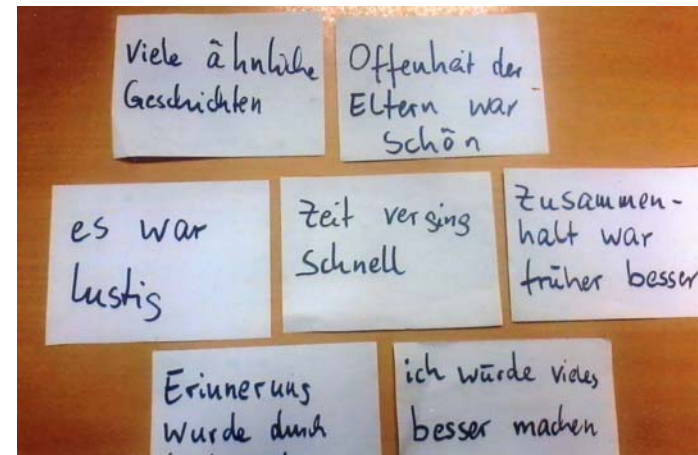 Viele ähnliche
Geschichten
Offenheit der
Eltern war
schön
es war
lustig
Zeit verging
schnell
Zusammen-
halt war
früher besser
Erinnerung
wurde durch
ich würde vieles
besser machen